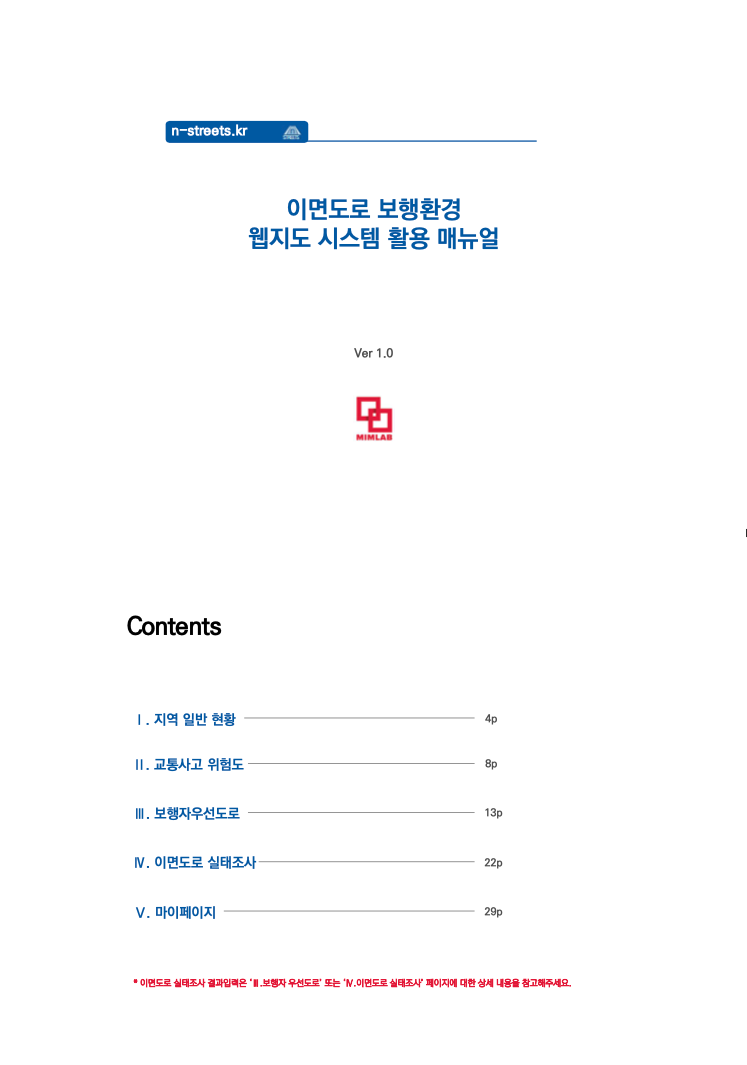 n-streets.kr
STREETS
이면도로 보행환경
웹지도 시스템 활용 매뉴얼
Ver 1.0
MIMLAB
Contents
Ⅰ. 지역 일반 현황 4p
Ⅱ. 교통사고 위험도 8p
Ⅲ. 보행자우선도로 13p
Ⅳ. 이면도로 실태조사 22p
Ⅴ. 마이페이지 29p
* 이면도로 실태조사 결과입력은 'Ⅲ.보행자 우선도로' 또는 'Ⅳ.이면도로 실태조사' 페이지에 대한 상세 내용을 참고해주세요.